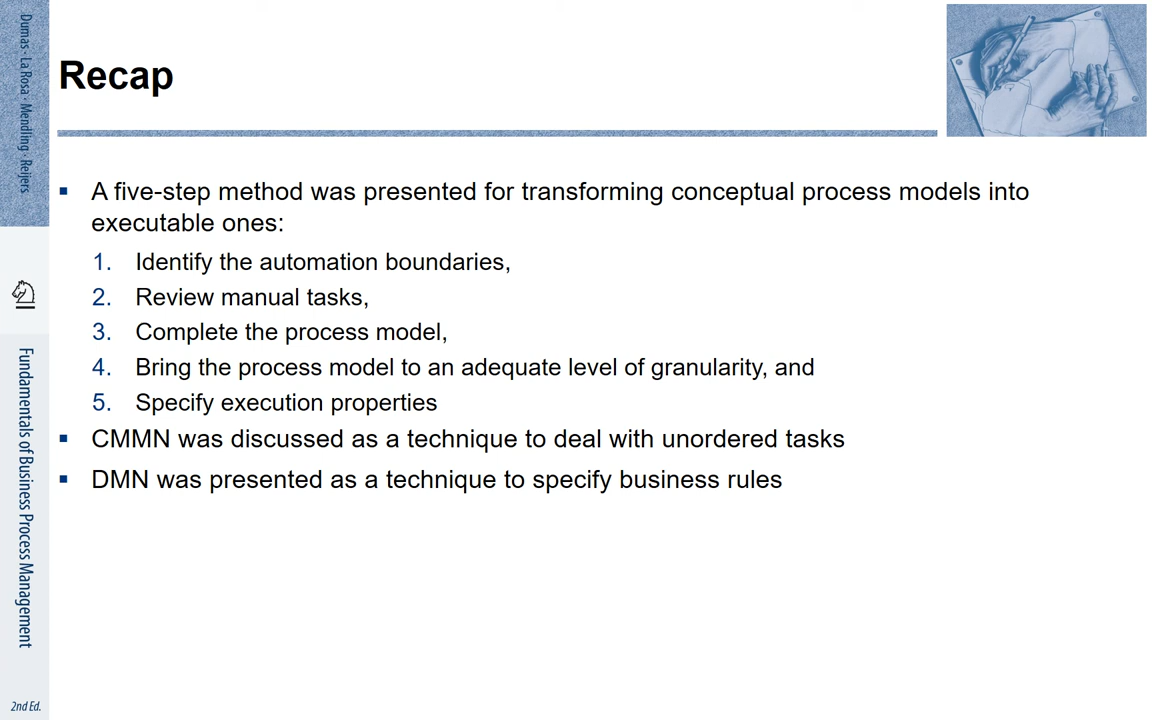 Dumas · La Rosa · Mendling · Reijers
Recap
A five-step method was presented for transforming conceptual process models into
executable ones:
1. Identify the automation boundaries,
2. Review manual tasks,
3. Complete the process model,
4. Bring the process model to an adequate level of granularity, and
5. Specify execution properties
CMMN was discussed as a technique to deal with unordered tasks
DMN was presented as a technique to specify business rules
Fundamentals of Business Process Management
2nd Ed.